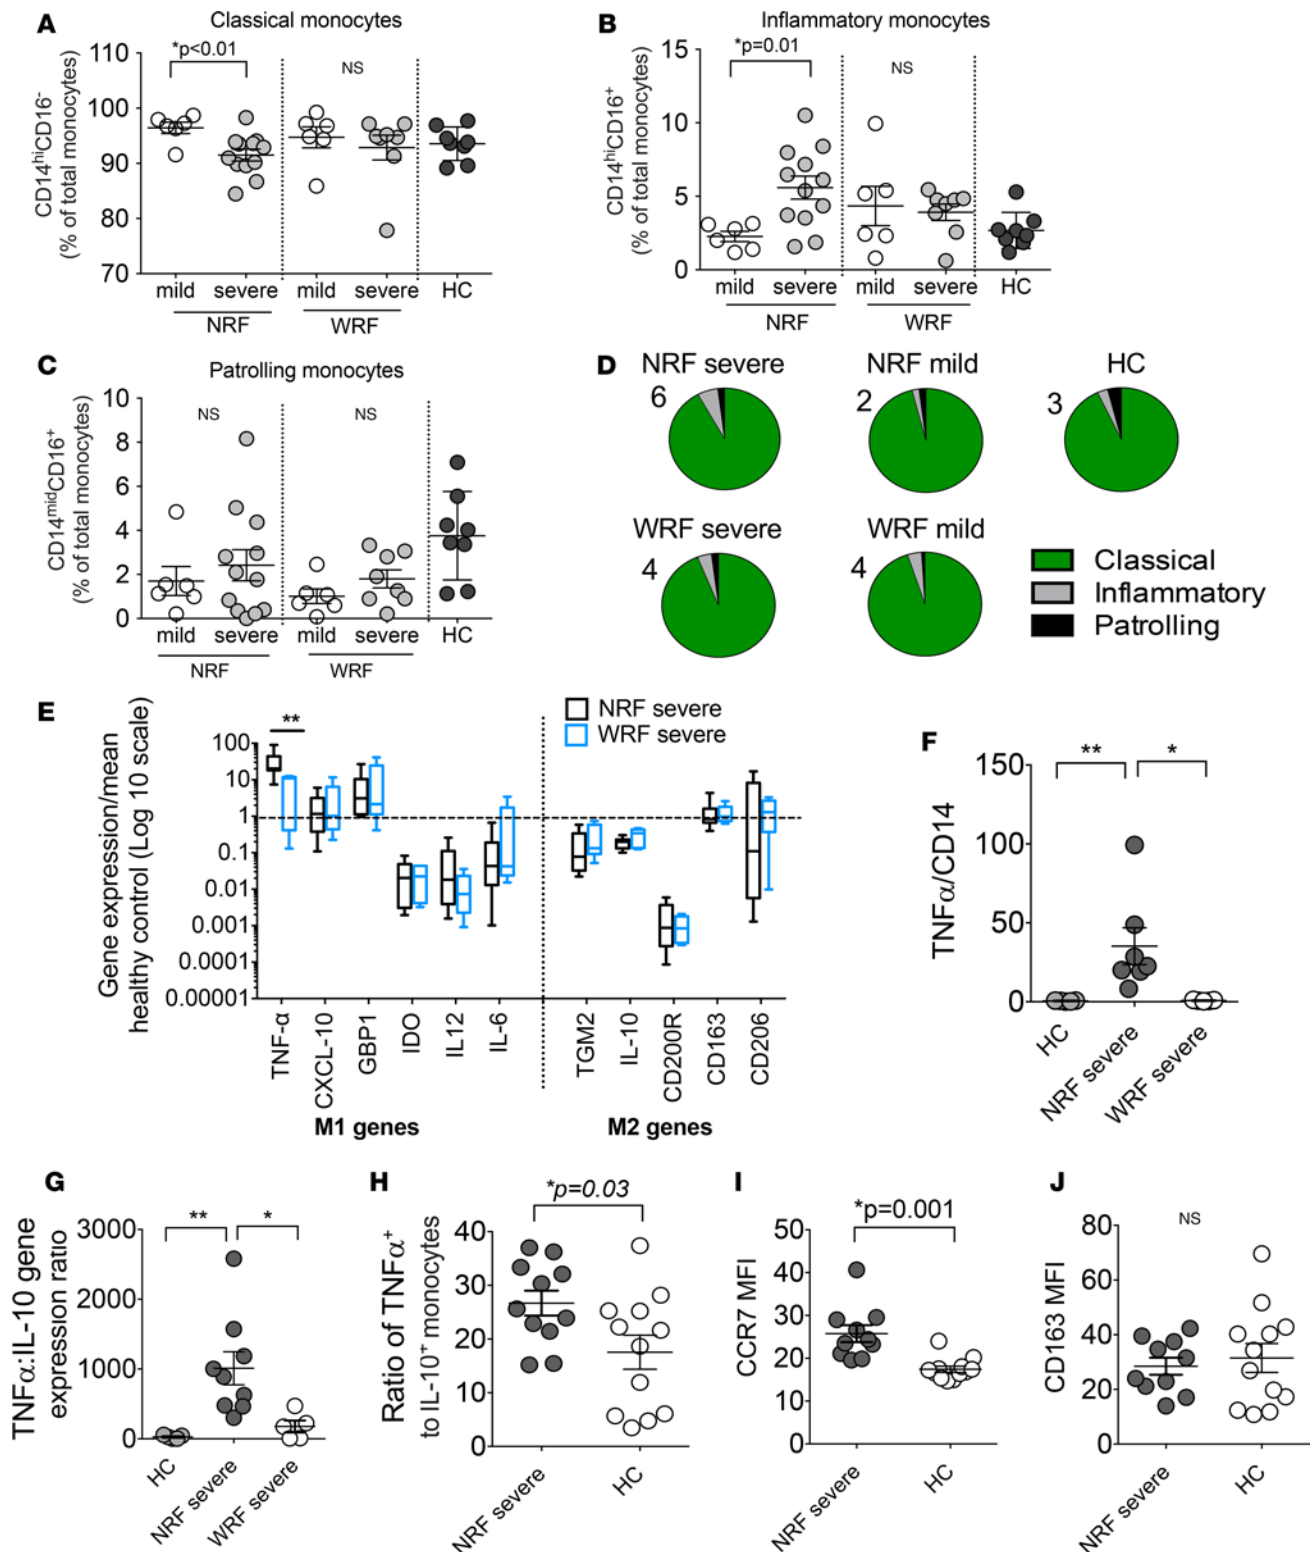 A
Classical monocytes
*p<0.01
NS
CD14hiCD16-
(% of total monocytes)
110
100
90
80
70
mild
severe
mild
severe
HC
NRF
WRF
B
Inflammatory monocytes
*p=0.01
NS
CD14hiCD16+
(% of total monocytes)
15
10
5
0
mild
severe
mild
severe
HC
NRF
WRF
C
Patrolling monocytes
NS
NS
CD14midCD16+
(% of total monocytes)
10
8
6
4
2
0
mild
severe
mild
severe
HC
NRF
WRF
D
NRF severe
NRF mild
HC
6
2
3
WRF severe
WRF mild
4
4
Classical
Inflammatory
Patrolling
E
NRF severe
WRF severe
**
Gene expression/mean
healthy control (Log 10 scale)
100
10
1
0.1
0.01
0.001
0.0001
0.00001
TNF-α
CXCL-10
GBP1
IDO
IL12
IL-6
TGM2
IL-10
CD200R
CD163
CD206
M1 genes
M2 genes
F
**
*
TNFα/CD14
150
100
50
0
HC
NRF severe
WRF severe
G
**
*
TNFα:IL-10 gene
expression ratio
3000
2000
1000
0
HC
NRF severe
WRF severe
H
*p=0.03
Ratio of TNFα+
to IL-10+ monocytes
40
30
20
10
0
NRF severe
HC
I
*p=0.001
CCR7 MFI
50
40
30
20
10
0
NRF severe
HC
J
NS
CD163 MFI
80
60
40
20
0
NRF severe
HC